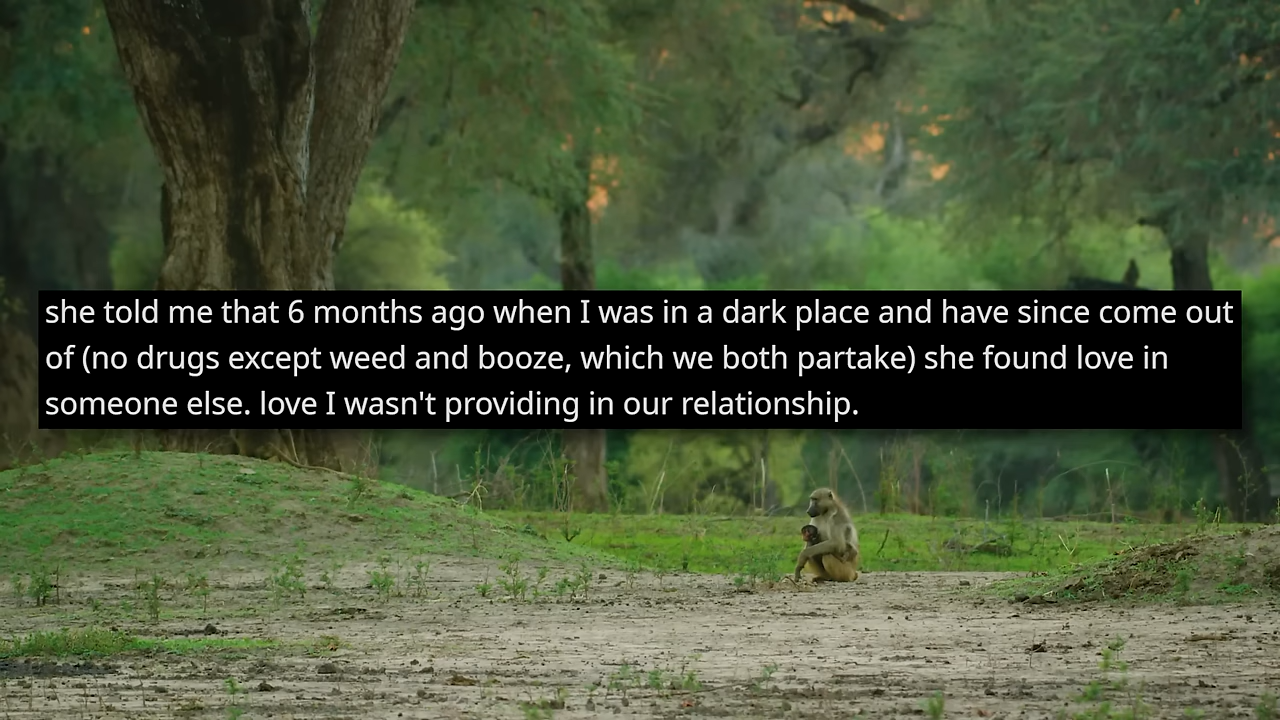 she told me that 6 months ago when I was in a dark place and have since come out
of (no drugs except weed and booze, which we both partake) she found love in
someone else. love I wasn't providing in our relationship.